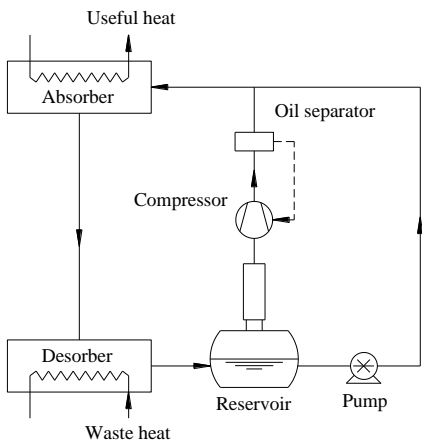 Useful heat
Absorber
Oil separator
Compressor
Desorber
Reservoir
Pump
Waste heat